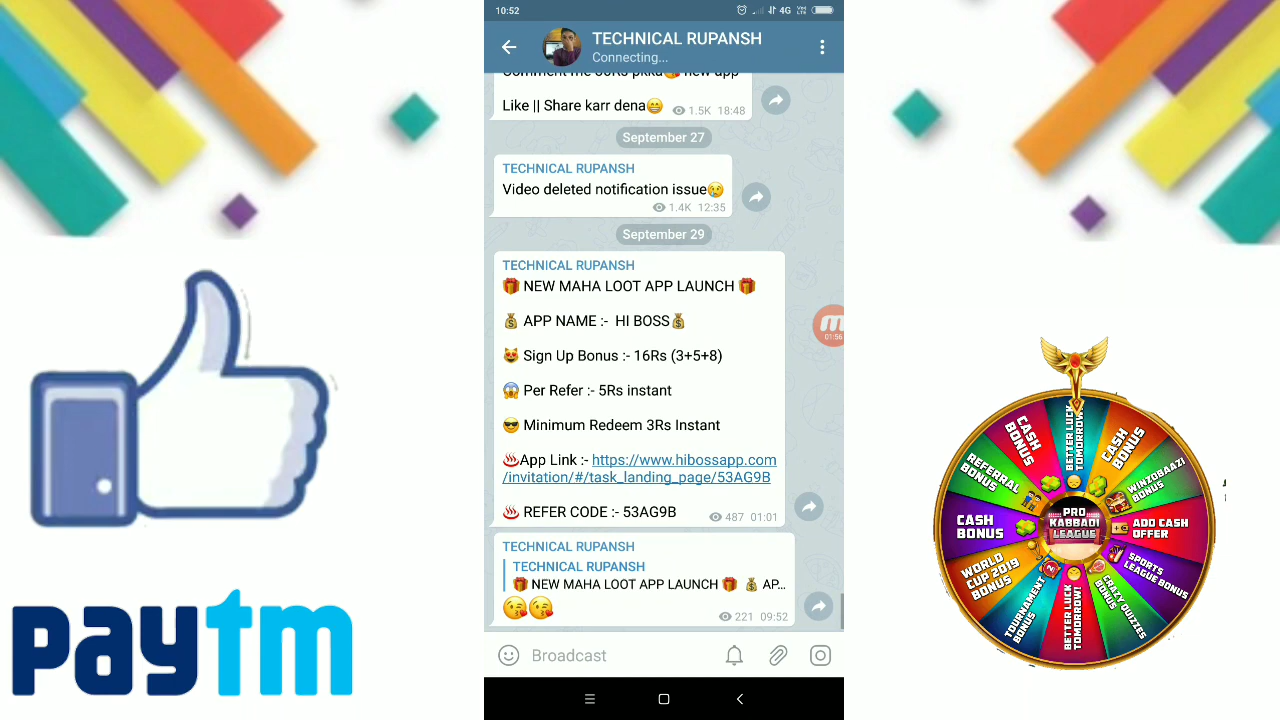 10:52
4G
TECHNICAL RUPANSH
Connecting...
Like || Share karr dena😁 1.5K 18:48
September 27
TECHNICAL RUPANSH
Video deleted notification issue😢
1.4K 12:35
September 29
TECHNICAL RUPANSH
🎁 NEW MAHA LOOT APP LAUNCH 🎁
💰 APP NAME :- HI BOSS💰
😻 Sign Up Bonus :- 16Rs (3+5+8)
😱 Per Refer :- 5Rs instant
😎 Minimum Redeem 3Rs Instant
♨️App Link :- https://www.hibossapp.com
/invitation/#/task_landing_page/53AG9B
♨️ REFER CODE :- 53AG9B 487 01:01
TECHNICAL RUPANSH
TECHNICAL RUPANSH
🎁 NEW MAHA LOOT APP LAUNCH 🎁 💰 AP...
😘😘 221 09:52
Broadcast
01:56
paytm
BETTER LUCK TOMORROW!
CASH BONUS
WINZOBAAZI BONUS
ADD CASH OFFER
SPORTS LEAGUE BONUS
CRAZY QUIZZES BONUS
BETTER LUCK TOMORROW!
TOURNAMENT BONUS
WORLD CUP 2019 BONUS
CASH BONUS
REFERRAL BONUS
CASH BONUS
PRO
KABBADI
LEAGUE